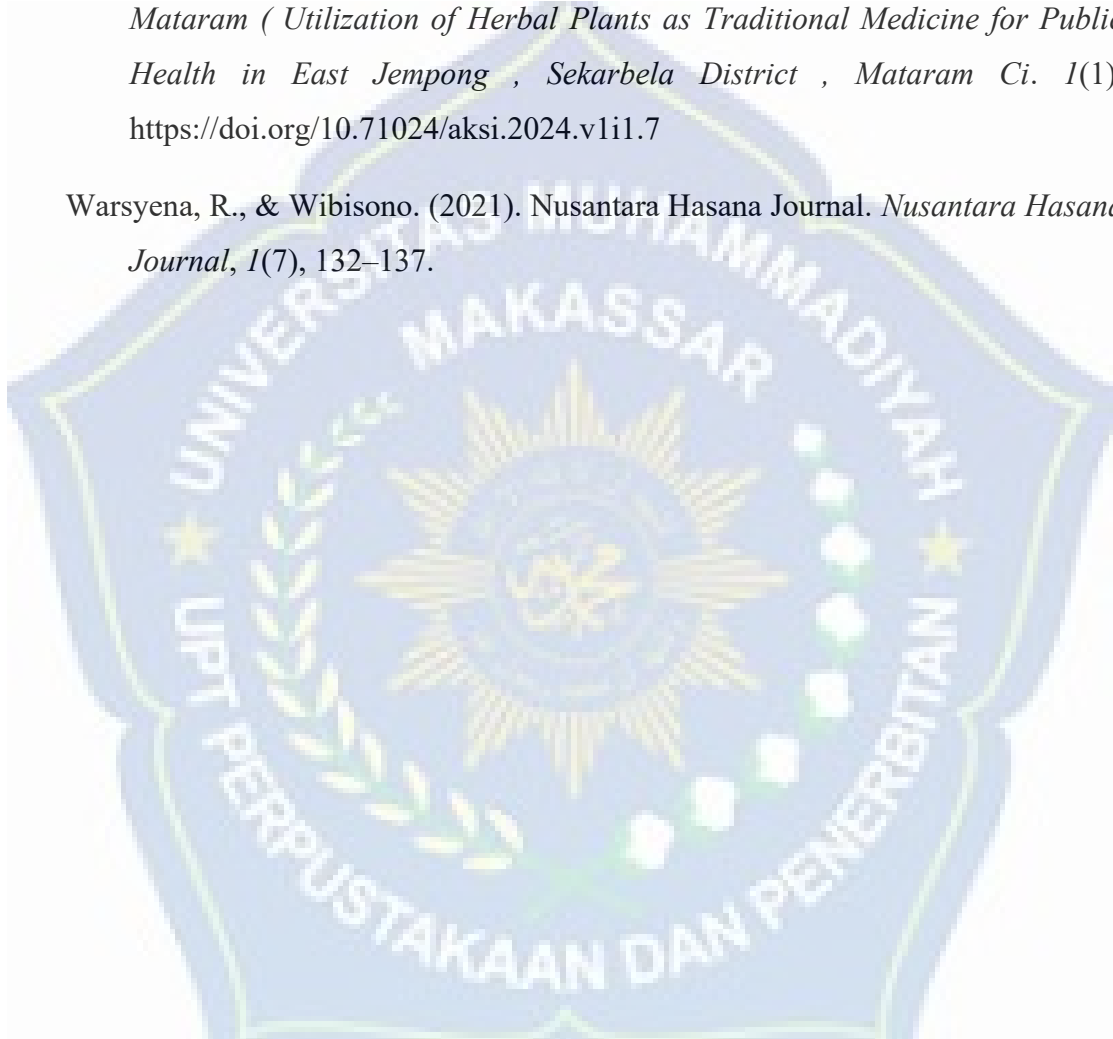 Mataram ( Utilization of Herbal Plants as Traditional Medicine for Public
Health in East Jempong , Sekarbela District , Mataram Ci. 1(1)
https://doi.org/10.71024/aksi.2024.v1i1.7
Warsyena, R., & Wibisono. (2021). Nusantara Hasana Journal. Nusantara Hasana
Journal, 1(7), 132–137.
UNIVERSITAS MUHAMMADIYAH
MAKASSAR
UPT PERPUSTAKAAN DAN PENERBITAN